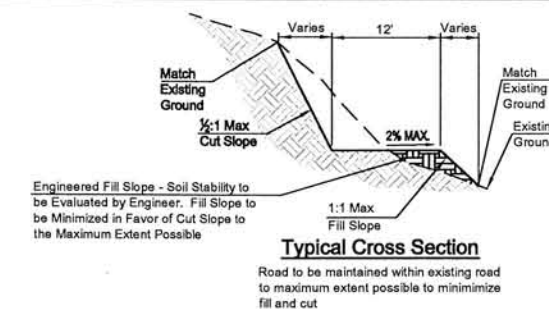 Varies
12'
Varies
Match
Existing
Ground
½:1 Max
Cut Slope
2% MAX.
Match
Existing
Ground
Groun
Engineered Fill Slope - Soil Stability to
be Evaluated by Engineer. Fill Slope to
be Minimized in Favor of Cut Slope to
the Maximum Extent Possible
1:1 Max
Fill Slope
Typical Cross Section
Road to be maintained within existing road
to maximum extent possible to minimimize
fill and cut